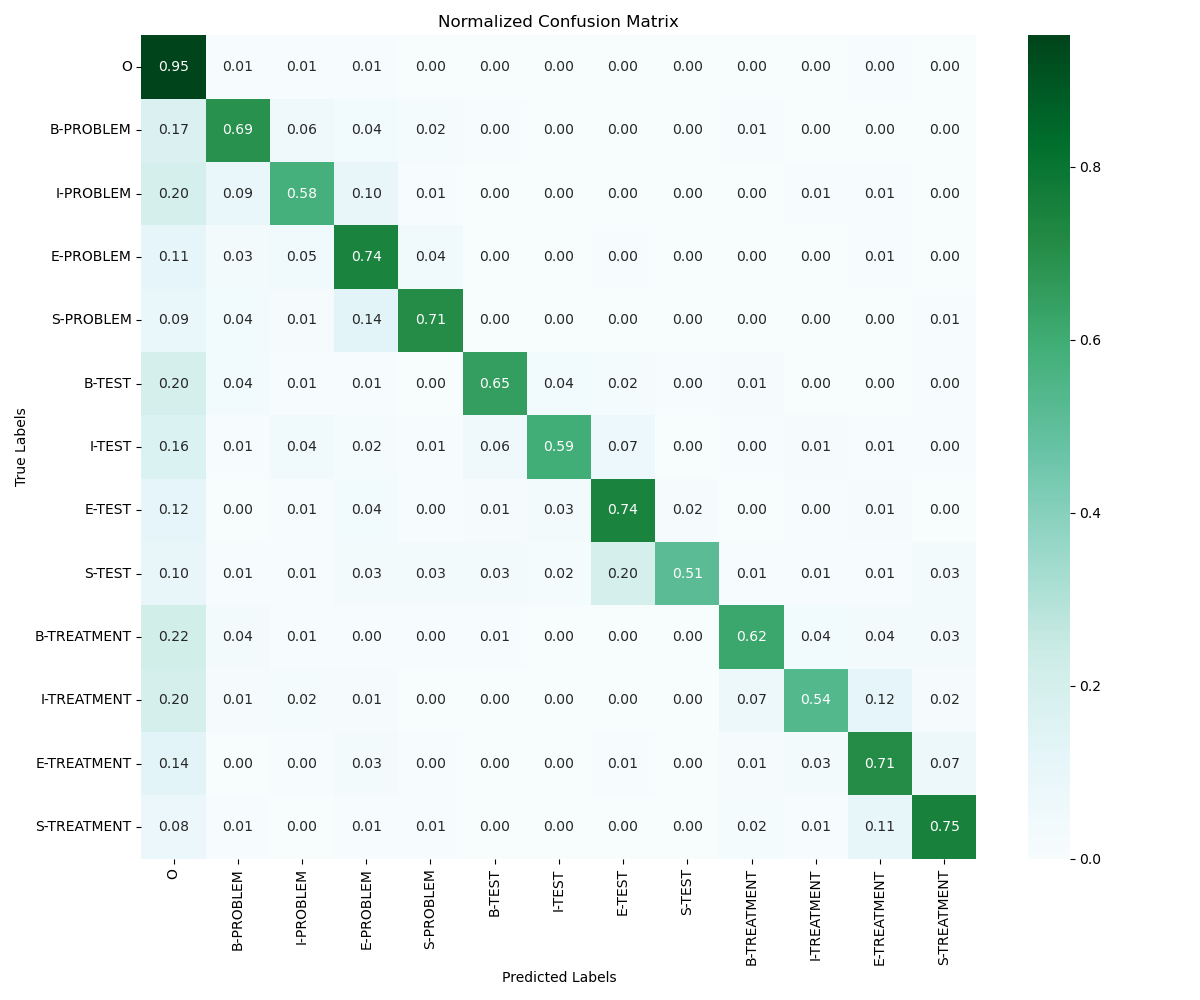 Normalized Confusion Matrix
True Labels
O 0.95 0.01 0.01 0.01 0.00 0.00 0.00 0.00 0.00 0.00 0.00 0.00 0.00
B-PROBLEM 0.17 0.69 0.06 0.04 0.02 0.00 0.00 0.00 0.00 0.01 0.00 0.00 0.00
I-PROBLEM 0.20 0.09 0.58 0.10 0.01 0.00 0.00 0.00 0.00 0.00 0.01 0.01 0.00
E-PROBLEM 0.11 0.03 0.05 0.74 0.04 0.00 0.00 0.00 0.00 0.00 0.00 0.01 0.00
S-PROBLEM 0.09 0.04 0.01 0.14 0.71 0.00 0.00 0.00 0.00 0.00 0.00 0.00 0.01
B-TEST 0.20 0.04 0.01 0.01 0.00 0.65 0.04 0.02 0.00 0.01 0.00 0.00 0.00
I-TEST 0.16 0.01 0.04 0.02 0.01 0.06 0.59 0.07 0.00 0.00 0.01 0.01 0.00
E-TEST 0.12 0.00 0.01 0.04 0.00 0.01 0.03 0.74 0.02 0.00 0.00 0.01 0.00
S-TEST 0.10 0.01 0.01 0.03 0.03 0.03 0.02 0.20 0.51 0.01 0.01 0.01 0.03
B-TREATMENT 0.22 0.04 0.01 0.00 0.01 0.00 0.00 0.00 0.00 0.62 0.04 0.04 0.03
I-TREATMENT 0.20 0.01 0.02 0.01 0.00 0.00 0.00 0.00 0.00 0.07 0.54 0.12 0.02
E-TREATMENT 0.14 0.00 0.00 0.03 0.00 0.00 0.00 0.01 0.00 0.01 0.03 0.71 0.07
S-TREATMENT 0.08 0.01 0.00 0.01 0.01 0.00 0.00 0.00 0.00 0.02 0.01 0.11 0.75
O B-PROBLEM I-PROBLEM E-PROBLEM S-PROBLEM B-TEST I-TEST E-TEST S-TEST B-TREATMENT I-TREATMENT E-TREATMENT S-TREATMENT
Predicted Labels
0.8
0.6
0.4
0.2
0.0